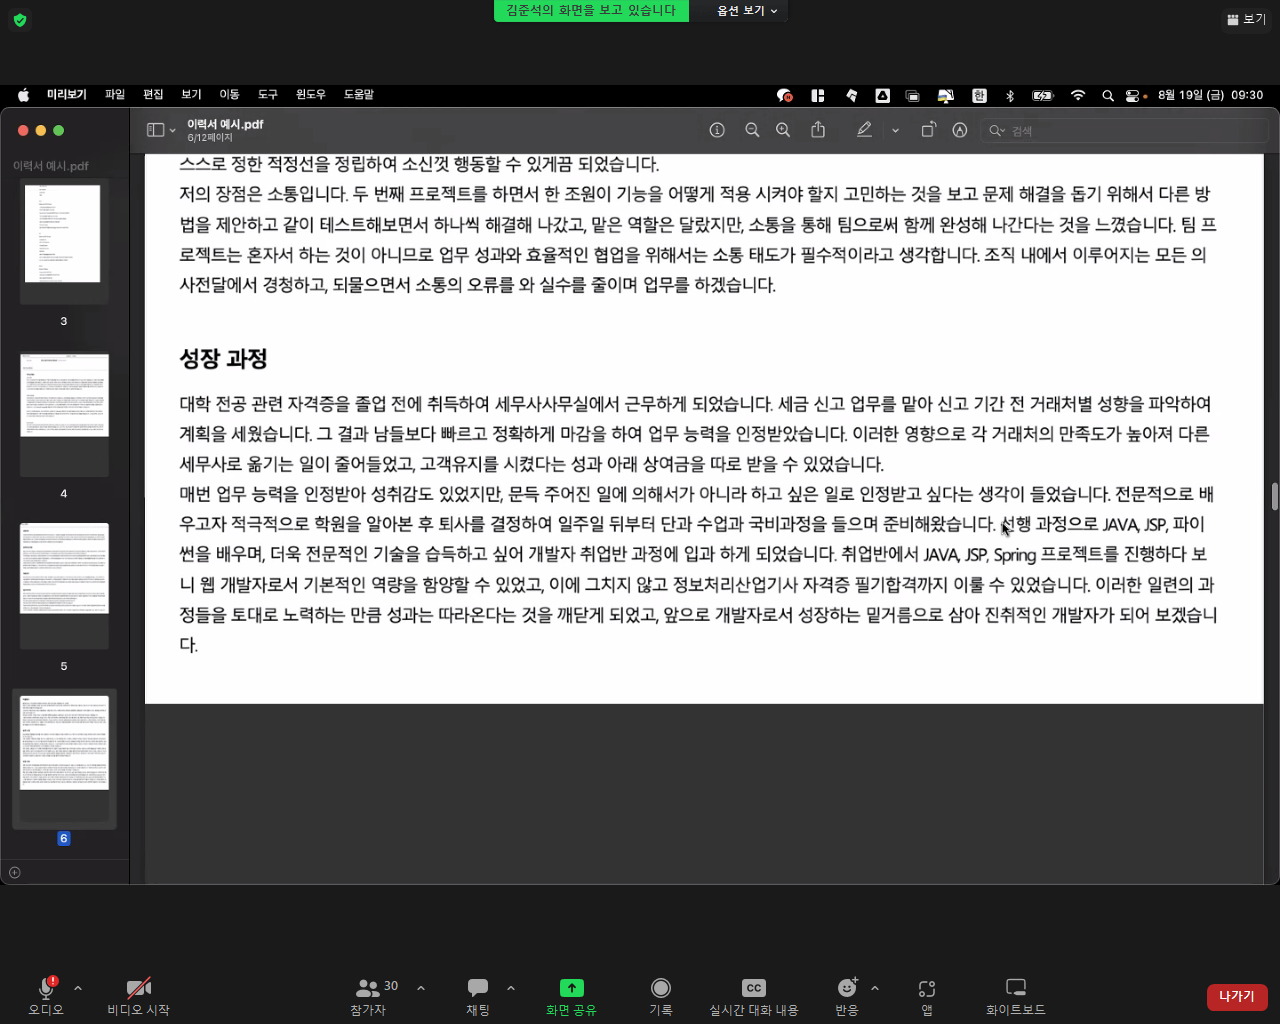 김준석의 화면을 보고 있습니다
옵션 보기
보기
미리보기 파일 편집 보기 이동 도구 윈도우 도움말
한
8월 19일 (금) 09:30
이력서 예시.pdf
6/12페이지
검색
이력서 예시.pdf
3
4
5
6
스스로 정한 적정선을 정립하여 소신껏 행동할 수 있게끔 되었습니다.
저의 장점은 소통입니다. 두 번째 프로젝트를 하면서 한 조원이 기능을 어떻게 적용 시켜야 할지 고민하는 것을 보고 문제 해결을 돕기 위해서 다른 방
법을 제안하고 같이 테스트해보면서 하나씩 해결해 나갔고, 맡은 역할은 달랐지만, 소통을 통해 팀으로써 함께 완성해 나간다는 것을 느꼈습니다. 팀 프
로젝트는 혼자서 하는 것이 아니므로 업무 성과와 효율적인 협업을 위해서는 소통 태도가 필수적이라고 생각합니다. 조직 내에서 이루어지는 모든 의
사전달에서 경청하고, 되물으면서 소통의 오류를 와 실수를 줄이며 업무를 하겠습니다.
성장 과정
대학 전공 관련 자격증을 졸업 전에 취득하여 세무사사무실에서 근무하게 되었습니다. 세금 신고 업무를 맡아 신고 기간 전 거래처별 성향을 파악하여
계획을 세웠습니다. 그 결과 남들보다 빠르고 정확하게 마감을 하여 업무 능력을 인정받았습니다. 이러한 영향으로 각 거래처의 만족도가 높아져 다른
세무사로 옮기는 일이 줄어들었고, 고객유지를 시켰다는 성과 아래 상여금을 따로 받을 수 있었습니다.
매번 업무 능력을 인정받아 성취감도 있었지만, 문득 주어진 일에 의해서가 아니라 하고 싶은 일로 인정받고 싶다는 생각이 들었습니다. 전문적으로 배
우고자 적극적으로 학원을 알아본 후 퇴사를 결정하여 일주일 뒤부터 단과 수업과 국비과정을 들으며 준비해왔습니다. 선행 과정으로 JAVA, JSP, 파이
썬을 배우며, 더욱 전문적인 기술을 습득하고 싶어 개발자 취업반 과정에 입과 하게 되었습니다. 취업반에서 JAVA, JSP, Spring 프로젝트를 진행하다 보
니 웹 개발자로서 기본적인 역량을 함양할 수 있었고, 이에 그치지 않고 정보처리산업기사 자격증 필기합격까지 이룰 수 있었습니다. 이러한 일련의 과
정들을 토대로 노력하는 만큼 성과는 따라온다는 것을 깨닫게 되었고, 앞으로 개발자로서 성장하는 밑거름으로 삼아 진취적인 개발자가 되어 보겠습니
다.
오디오 비디오 시작 참가자 30 채팅 화면 공유 기록 CC 실시간 대화 내용 반응 앱 화이트보드 나가기